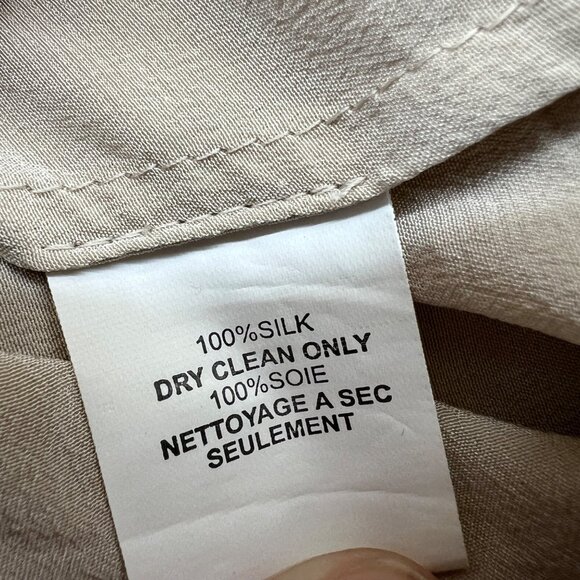 100%SILK
DRY CLEAN ONLY
100%SOIE
NETTOYAGE A SEC
SEULEMENT